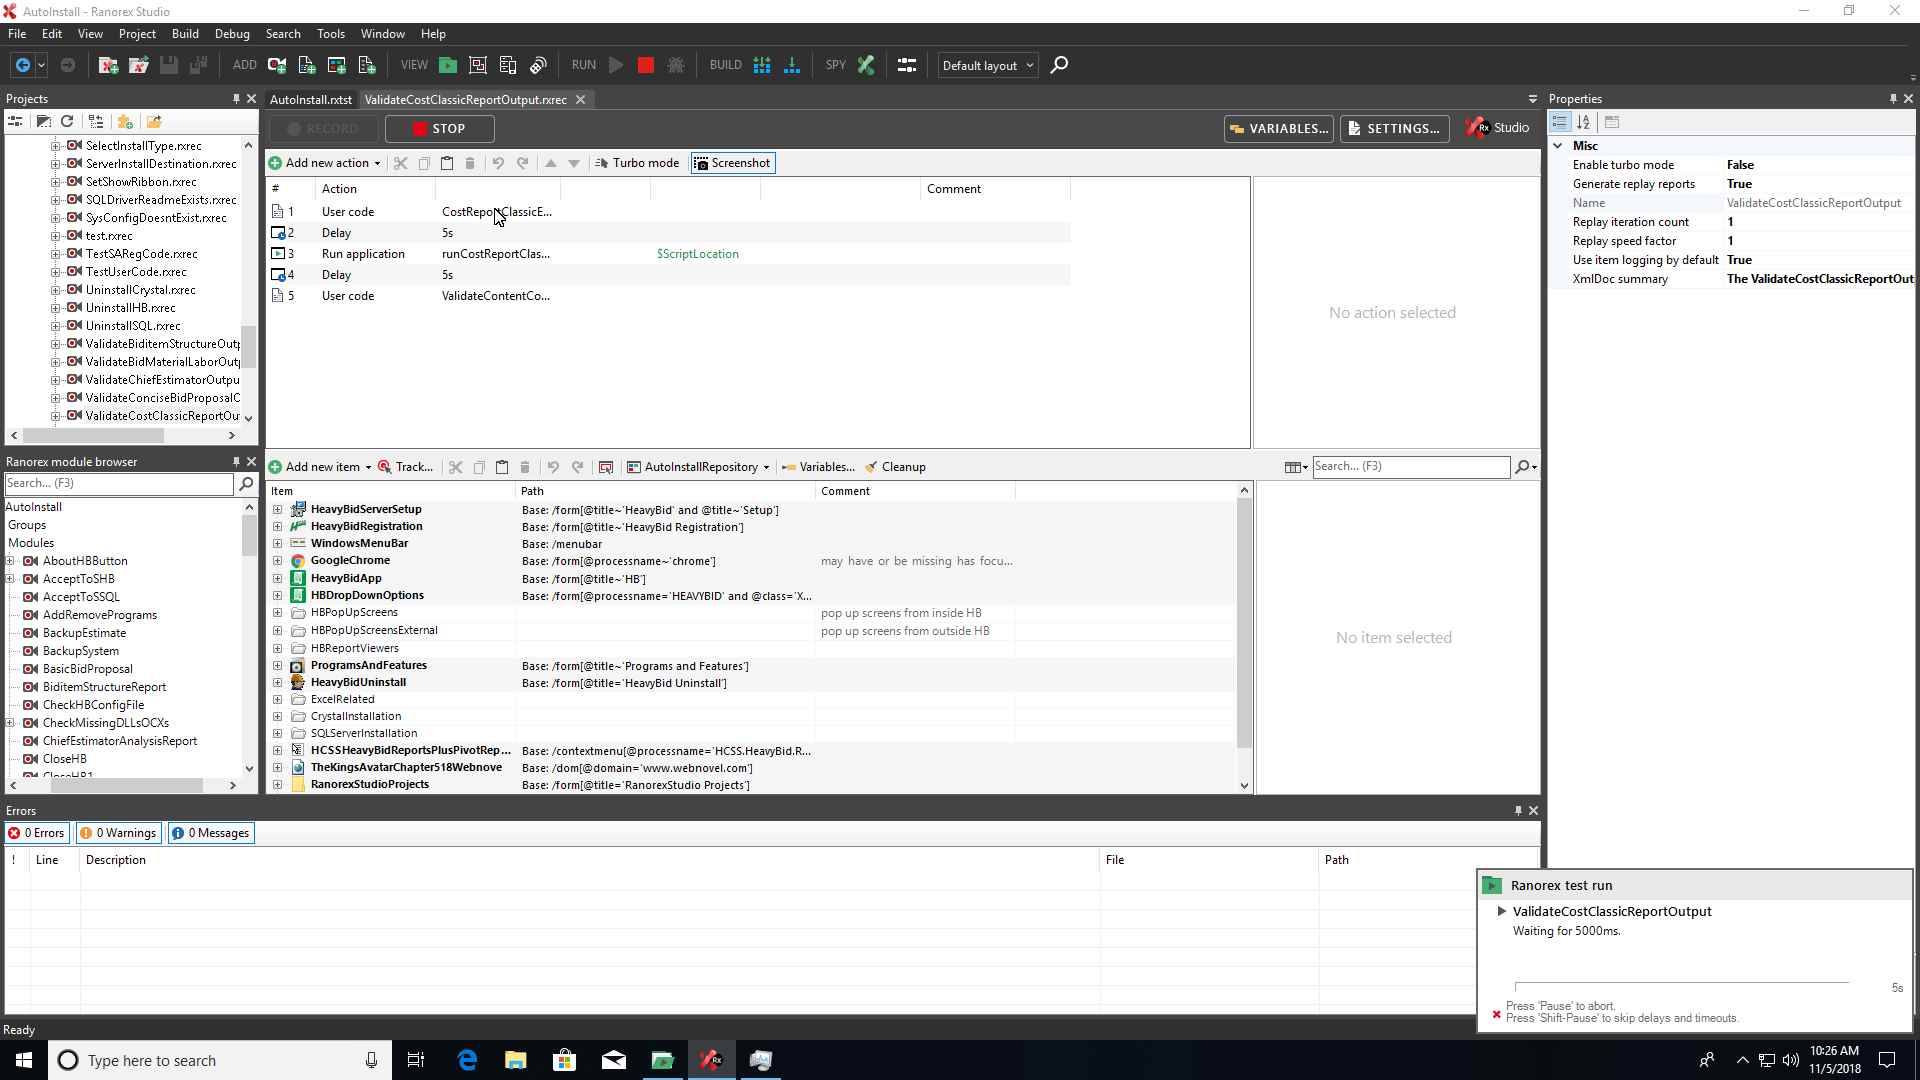 AutoInstall - Ranorex Studio
File Edit View Project Build Debug Search Tools Window Help
ADD VIEW RUN BUILD SPY Default layout
Projects
AutoInstall.rxtst ValidateCostClassicReportOutput.rxrec
Properties
RECORD STOP VARIABLES... SETTINGS... Rx Studio
SelectInstallType.rxrec
ServerInstallDestination.rxrec
SetShowRibbon.rxrec
SQLDriverReadmeExists.rxrec
SysConfigDoesntExist.rxrec
test.rxrec
TestSARegCode.rxrec
TestUserCode.rxrec
UninstallCrystal.rxrec
UninstallHB.rxrec
UninstallSQL.rxrec
ValidateBiditemStructureOutp
ValidateBidMaterialLaborOutp
ValidateChiefEstimatorOutpu
ValidateConciseBidProposalC
ValidateCostClassicReportOu
Add new action Turbo mode Screenshot
# Action Comment
1 User code CostReportClassicE...
2 Delay 5s
3 Run application runCostReportClas... $ScriptLocation
4 Delay 5s
5 User code ValidateContentCo...
No action selected
Misc
Enable turbo mode False
Generate replay reports True
Name ValidateCostClassicReportOutput
Replay iteration count 1
Replay speed factor 1
Use item logging by default True
XmlDoc summary The ValidateCostClassicReportOut
Ranorex module browser
Search... (F3)
AutoInstall
Groups
Modules
AboutHBButton
AcceptToSHB
AcceptToSSQL
AddRemovePrograms
BackupEstimate
BackupSystem
BasicBidProposal
BiditemStructureReport
CheckHBConfigFile
CheckMissingDLLsOCXs
ChiefEstimatorAnalysisReport
CloseHB
CloseHB1
Add new item Track... AutoInstallRepository Variables... Cleanup Search... (F3)
Item Path Comment
HeavyBidServerSetup Base: /form[@title~'HeavyBid' and @title~'Setup']
HeavyBidRegistration Base: /form[@title~'HeavyBid Registration']
WindowsMenuBar Base: /menubar
GoogleChrome Base: /form[@processname~'chrome'] may have or be missing has focu...
HeavyBidApp Base: /form[@title~'HB']
HBDropDownOptions Base: /form[@processname='HEAVYBID' and @class='X...
HBPopUpScreens pop up screens from inside HB
HBPopUpScreensExternal pop up screens from outside HB
HBReportViewers
ProgramsAndFeatures Base: /form[@title~'Programs and Features']
HeavyBidUninstall Base: /form[@title='HeavyBid Uninstall']
ExcelRelated
CrystalInstallation
SQLServerInstallation
HCSSHeavyBidReportsPlusPivotRep... Base: /contextmenu[@processname='HCSS.HeavyBid.R...
TheKingsAvatarChapter518Webnove Base: /dom[@domain='www.webnovel.com']
RanorexStudioProjects Base: /form[@title='RanorexStudio Projects']
No item selected
Errors
0 Errors 0 Warnings 0 Messages
! Line Description File Path
Ranorex test run
ValidateCostClassicReportOutput
Waiting for 5000ms.
5s
Press 'Pause' to abort.
Press 'Shift-Pause' to skip delays and timeouts.
Ready
Type here to search
10:26 AM
11/5/2018